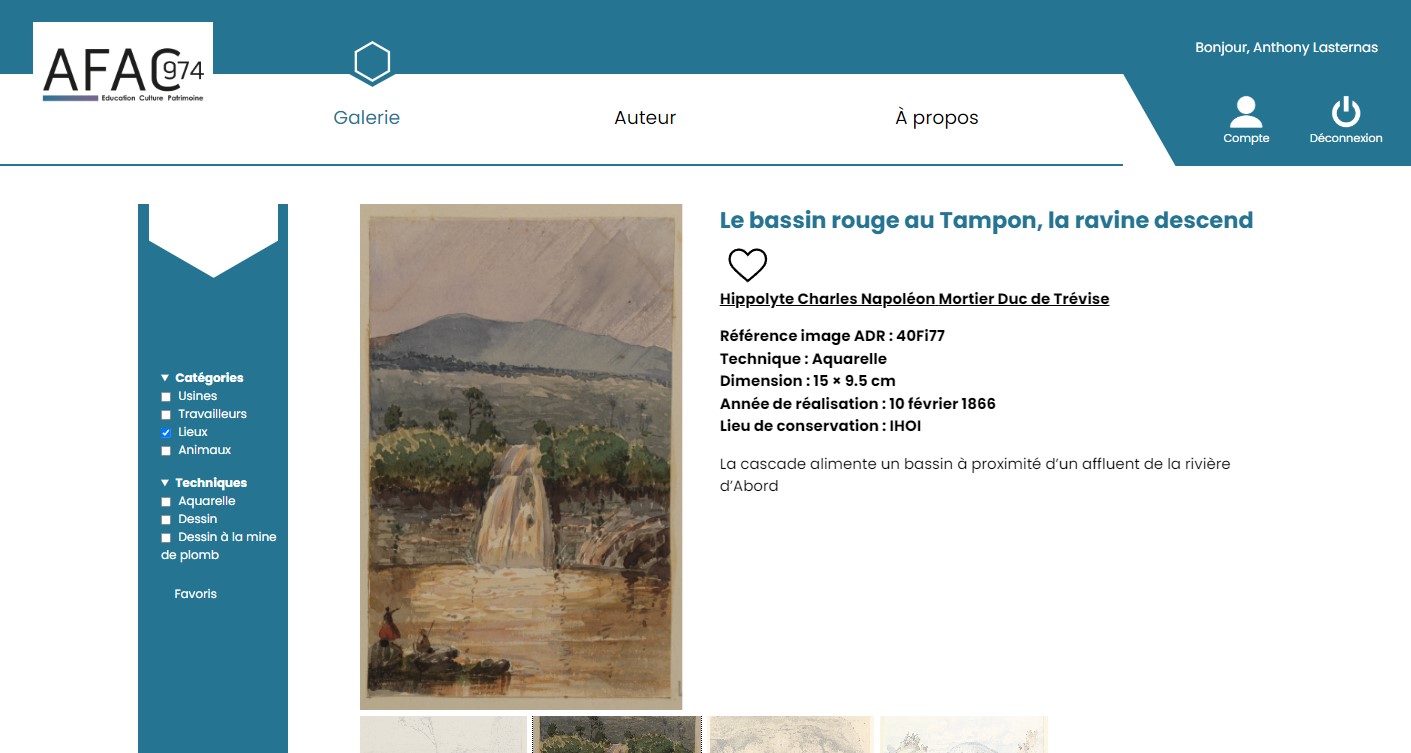 AFAC974
Education Culture Patrimoine
Bonjour, Anthony Lasternas
Galerie
Auteur
À propos
Compte
Déconnexion
Catégories
Usines
Travailleurs
Lieux
Animaux
Techniques
Aquarelle
Dessin
Dessin à la mine
de plomb
Favoris
Le bassin rouge au Tampon, la ravine descend
Hippolyte Charles Napoléon Mortier Duc de Trévise
Référence image ADR : 40Fi77
Technique : Aquarelle
Dimension : 15 × 9.5 cm
Année de réalisation : 10 février 1866
Lieu de conservation : IHOI
La cascade alimente un bassin à proximité d'un affluent de la rivière
d'Abord